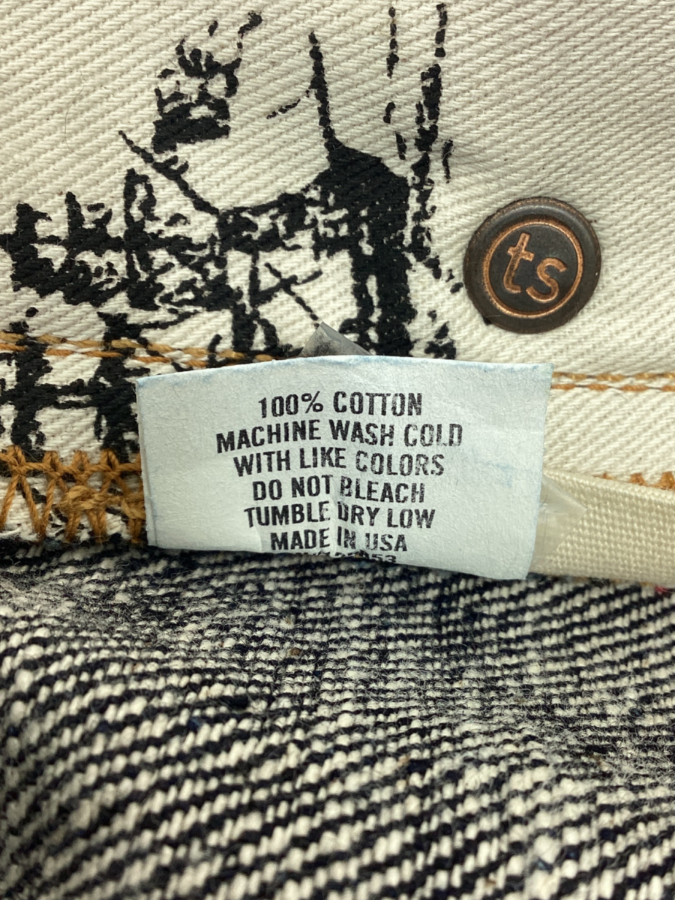 ts
100% COTTON
MACHINE WASH COLD
WITH LIKE COLORS
DO NOT BLEACH
TUMBLE DRY LOW
MADE IN USA